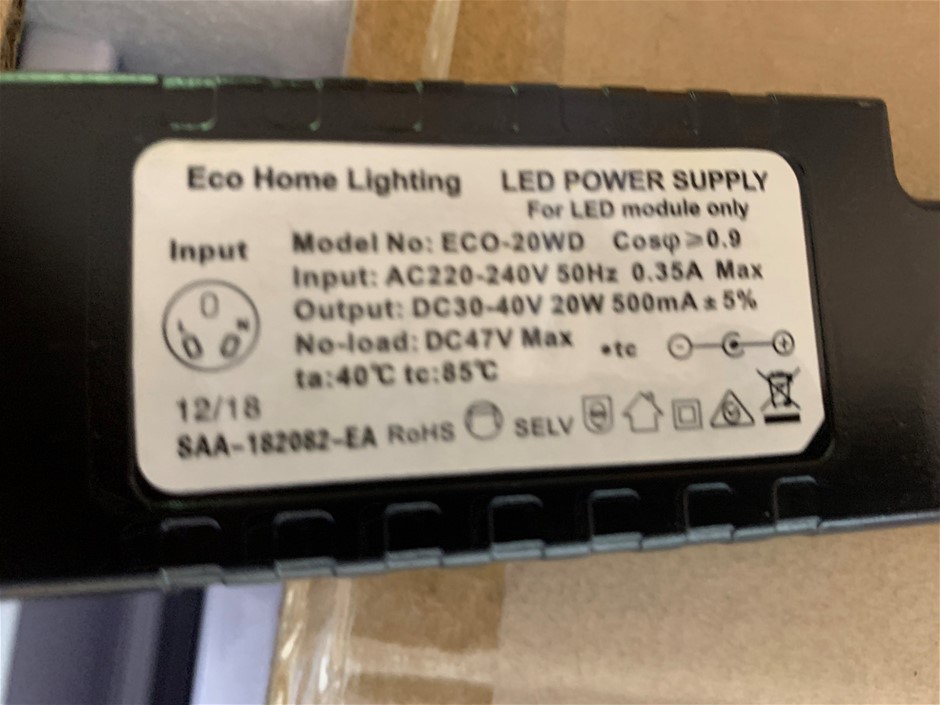 Eco Home Lighting LED POWER SUPPLY
For LED module only
Input
Model No: ECO-20WD Cosφ≥0.9
Input: AC220-240V 50Hz 0.35A Max
Output: DC30-40V 20W 500mA±5%
L N
No-load: DC47V Max
•tc - +
ta:40℃ tc:85℃
12/18
SAA-182082-EA RoHS SELV